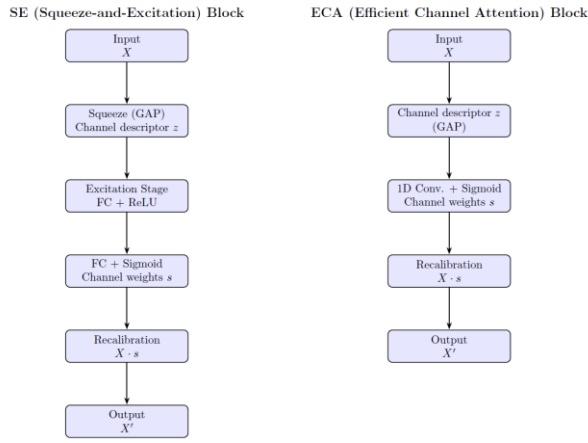 SE (Squeeze-and-Excitation) Block
Input
X
Squeeze (GAP)
Channel descriptor z
Excitation Stage
FC + ReLU
FC + Sigmoid
Channel weights s
Recalibration
X · s
Output
X′
ECA (Efficient Channel Attention) Block
Input
X
Channel descriptor z
(GAP)
1D Conv. + Sigmoid
Channel weights s
Recalibration
X · s
Output
X′